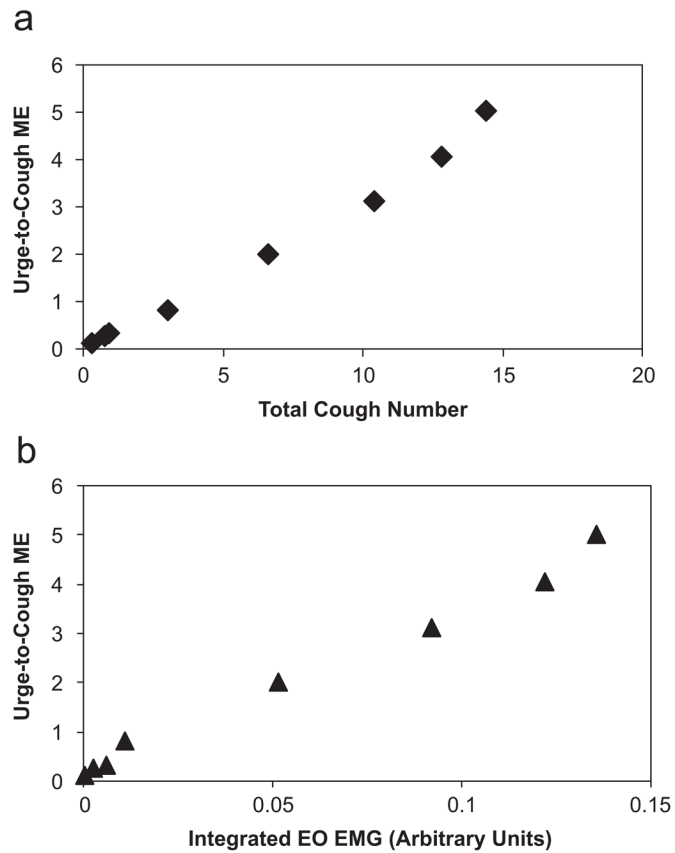 a
6
5
4
3
2
1
0
Urge-to-Cough ME
0 5 10 15 20
Total Cough Number
b
6
5
4
3
2
1
0
Urge-to-Cough ME
0 0.05 0.1 0.15
Integrated EO EMG (Arbitrary Units)